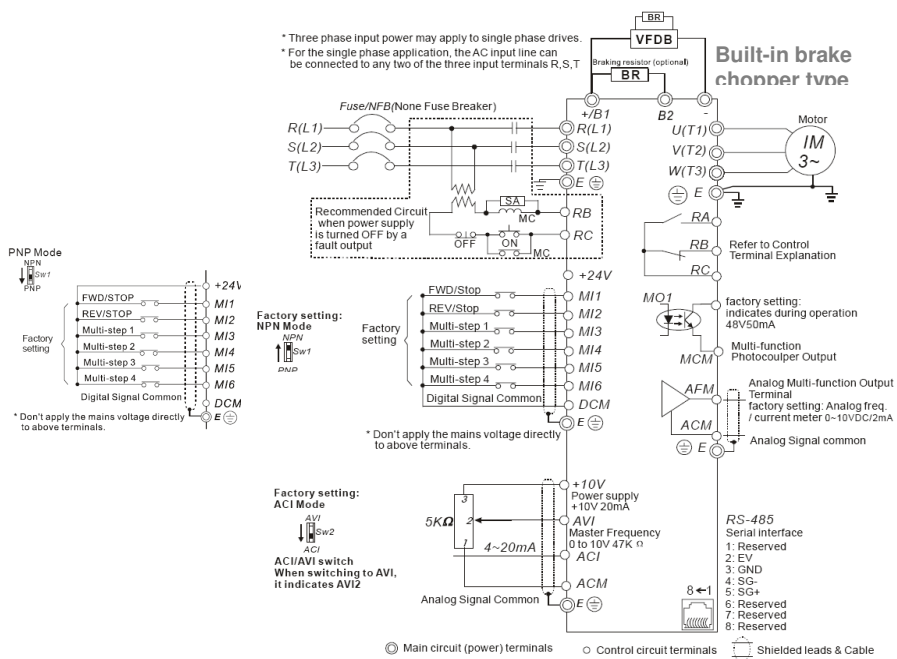 * Three phase input power may apply to single phase drives.
* For the single phase application, the AC input line can
be connected to any two of the three input terminals R,S,T
BR
VFDB
Braking resistor (optional)
BR
Built-in brake
chopper type
+/B1
B2
-
Fuse/NFB(None Fuse Breaker)
R(L1)
S(L2)
T(L3)
R(L1)
S(L2)
T(L3)
E
Recommended Circuit
when power supply
is turned OFF by a
fault output
SA
MC
OFF
ON
MC
RB
RC
U(T1)
V(T2)
W(T3)
E
Motor
IM
3~
RA
RB
RC
Refer to Control
Terminal Explanation
MO1
factory setting:
indicates during operation
48V50mA
Multi-function
Photocoulper Output
MCM
AFM
Analog Multi-function Output
Terminal
factory setting: Analog freq.
/ current meter 0~10VDC/2mA
ACM
Analog Signal common
E
PNP Mode
NPN
Sw1
PNP
+24V
Factory
setting
FWD/STOP
MI1
REV/STOP
MI2
Multi-step 1
MI3
Multi-step 2
MI4
Multi-step 3
MI5
Multi-step 4
MI6
Digital Signal Common
DCM
E
* Don't apply the mains voltage directly
to above terminals.
Factory setting:
NPN Mode
NPN
Sw1
PNP
+24V
Factory
setting
FWD/Stop
MI1
REV/Stop
MI2
Multi-step 1
MI3
Multi-step 2
MI4
Multi-step 3
MI5
Multi-step 4
MI6
Digital Signal Common
DCM
E
* Don't apply the mains voltage directly
to above terminals.
Factory setting:
ACI Mode
AVI
Sw2
ACI
ACI/AVI switch
When switching to AVI,
it indicates AVI2
5KΩ
3
2
1
+10V
Power supply
+10V 20mA
AVI
Master Frequency
0 to 10V 47K Ω
4~20mA
ACI
ACM
Analog Signal Common
E
RS-485
Serial interface
1: Reserved
2: EV
3: GND
4: SG-
5: SG+
6: Reserved
7: Reserved
8: Reserved
8←1
Main circuit (power) terminals
Control circuit terminals
Shielded leads & Cable